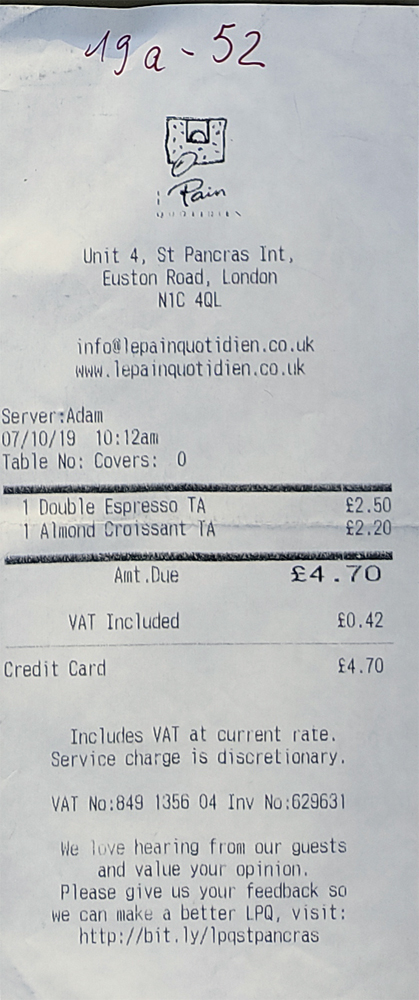 19a - 52
Pain
QUOTIDIEN
Unit 4, St Pancras Int,
Euston Road, London
N1C 4QL
info@lepainquotidien.co.uk
www.lepainquotidien.co.uk
Server:Adam
07/10/19 10:12am
Table No: Covers: 0
1 Double Espresso TA £2.50
1 Almond Croissant TA £2.20
Amt.Due £4.70
VAT Included £0.42
Credit Card £4.70
Includes VAT at current rate.
Service charge is discretionary.
VAT No:849 1356 04 Inv No:629631
We love hearing from our guests
and value your opinion.
Please give us your feedback so
we can make a better LPQ, visit:
http://bit.ly/lpqstpancras